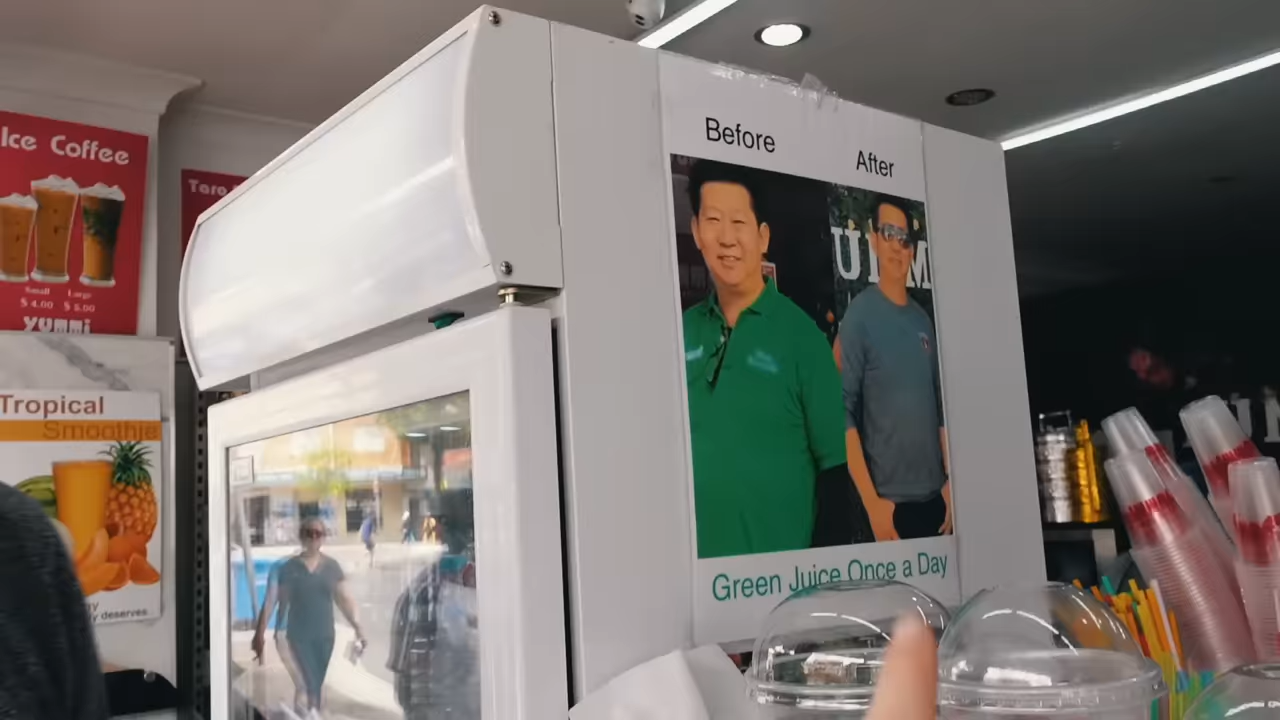 Ice Coffee
Small Large
$ 4.00 $ 5.00
yummi
Taro
Tropical
Smoothie
deserves.
Before
After
Green Juice Once a Day